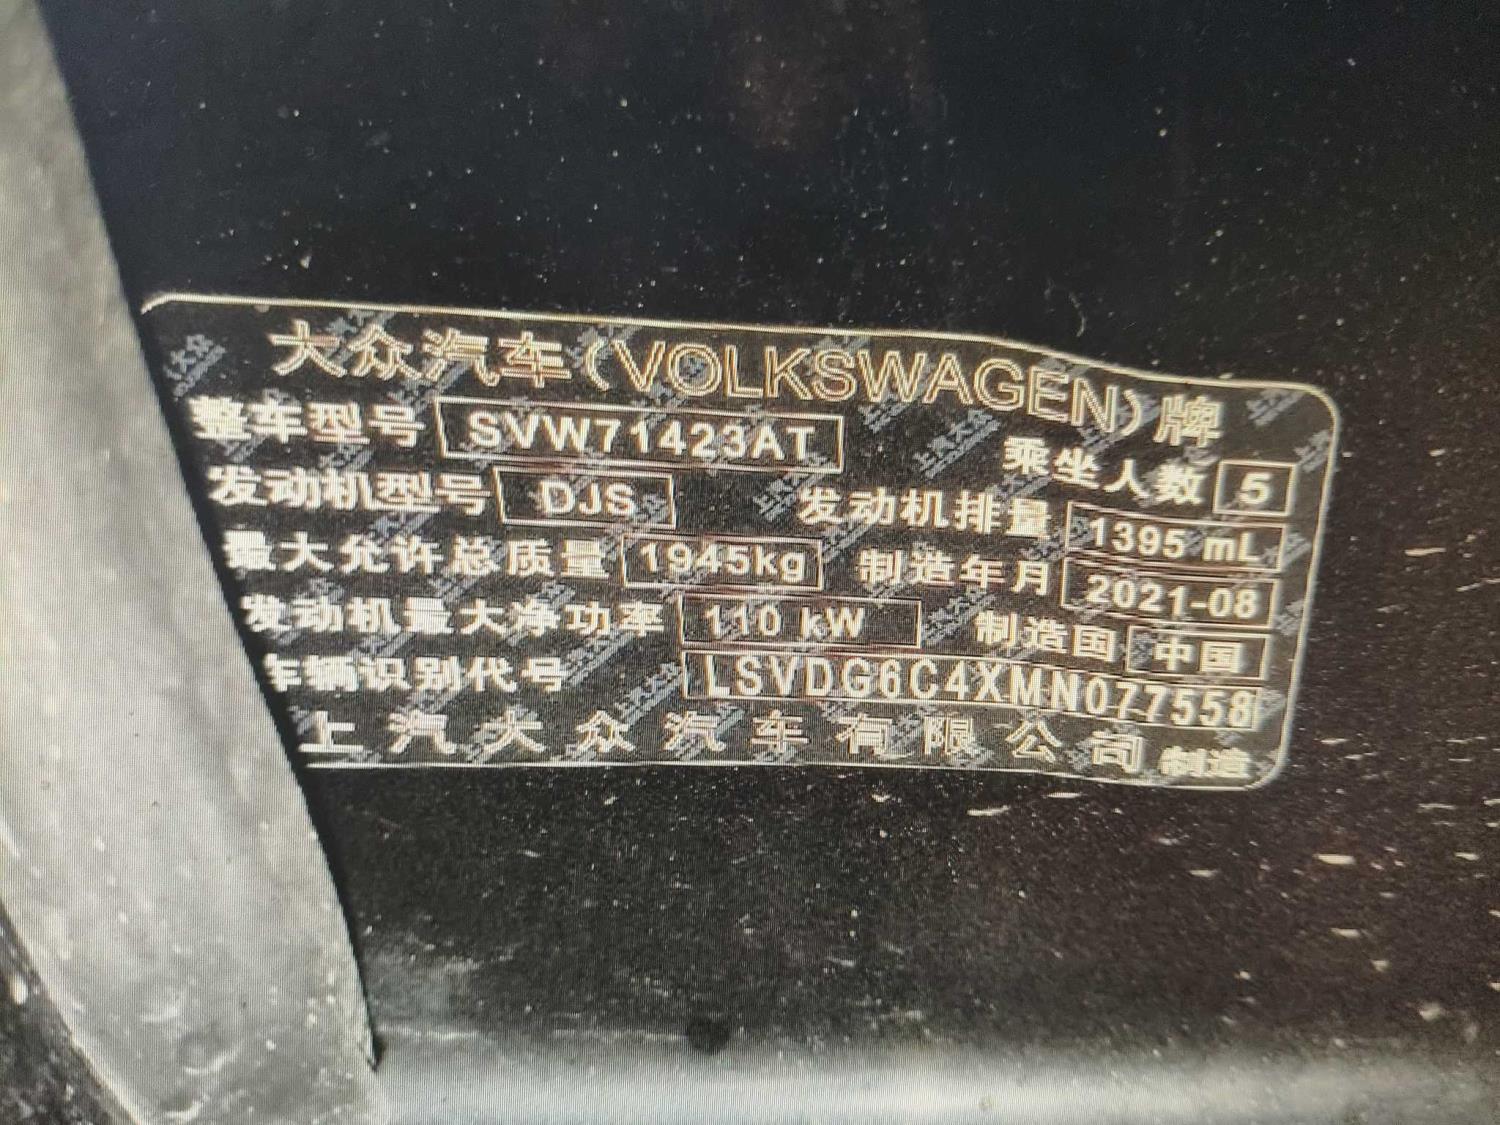 大众汽车(VOLKSWAGEN)牌
整车型号 SVW71423AT 乘坐人数 5
发动机型号 DJS 发动机排量 1395 mL
最大允许总质量 1945kg 制造年月 2021-08
发动机最大净功率 110 kW 制造国 中国
车辆识别代号 LSVDG6C4XMN077558
上汽大众汽车有限公司 制造